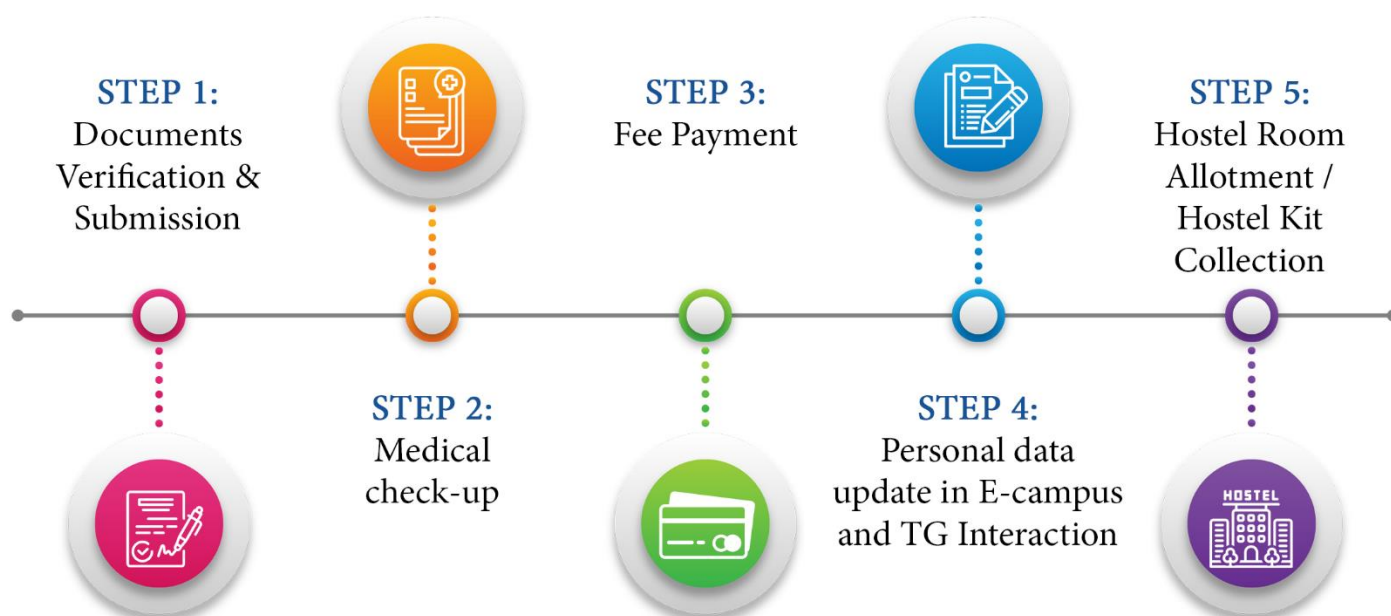 STEP 1:
Documents
Verification &
Submission
STEP 2:
Medical
check-up
STEP 3:
Fee Payment
STEP 4:
Personal data
update in E-campus
and TG Interaction
STEP 5:
Hostel Room
Allotment /
Hostel Kit
Collection
HOSTEL